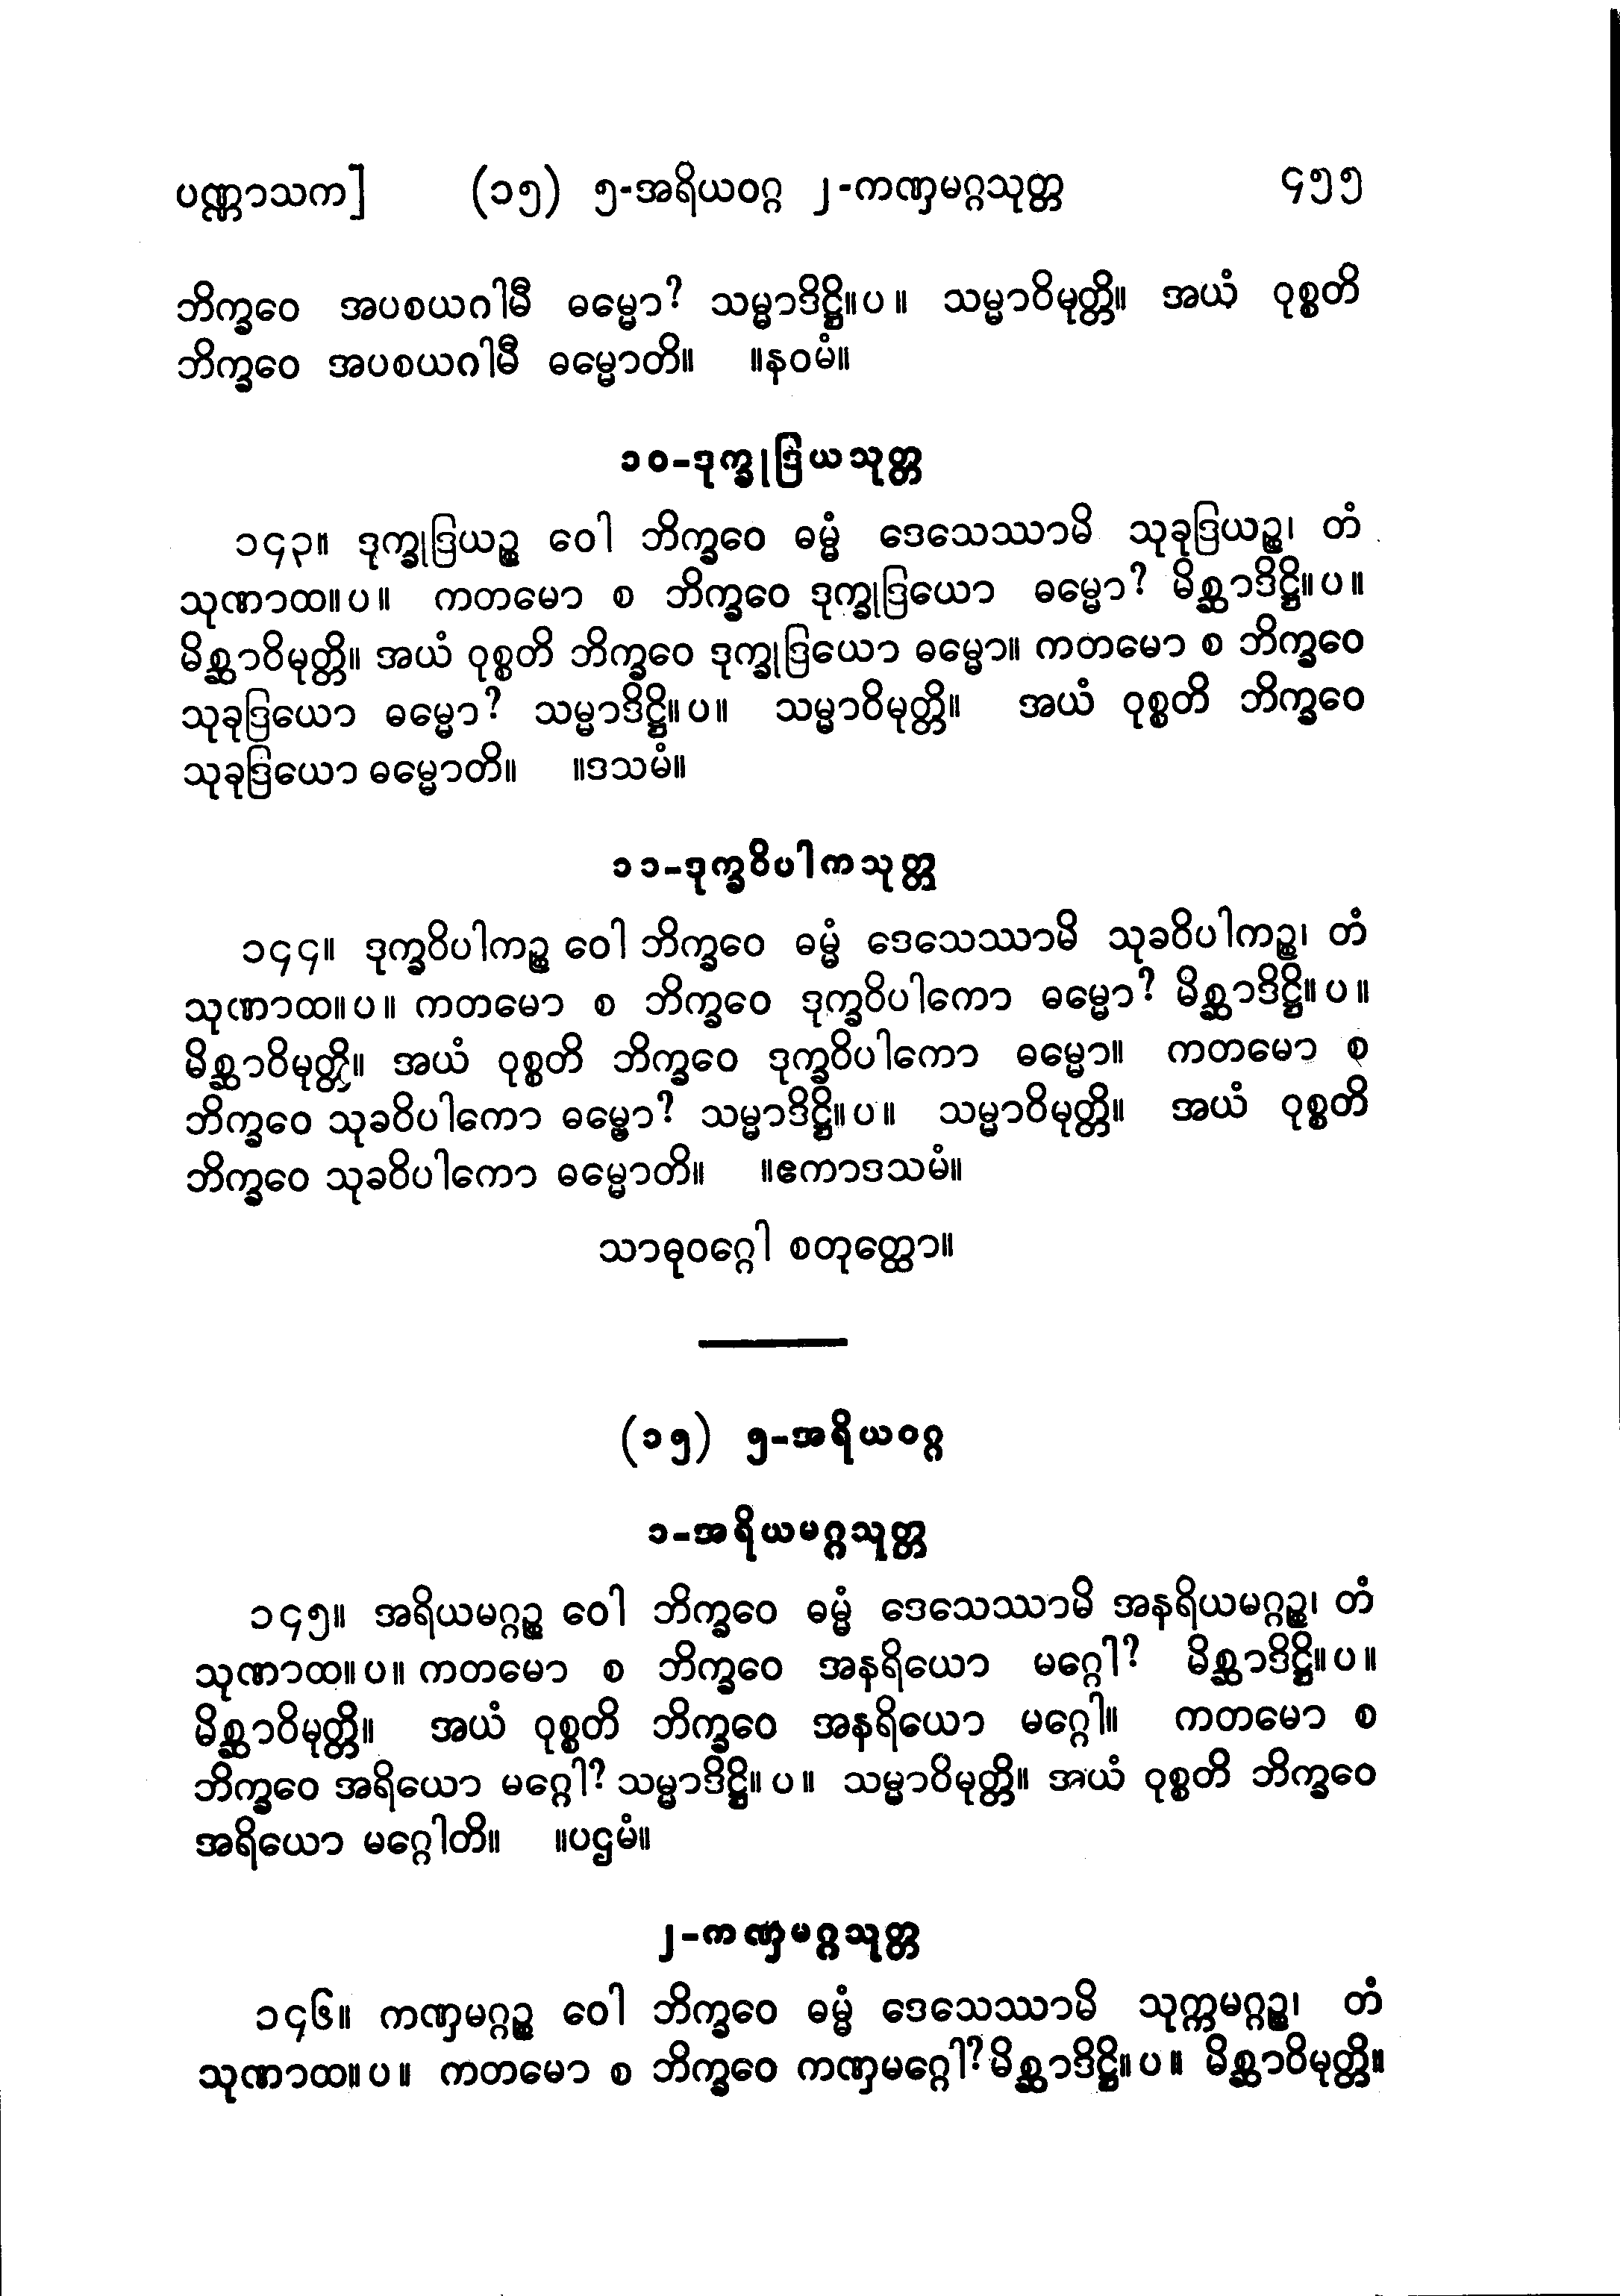 ပဏ္ဏာသက] (၁၅) ၅-အရိယဝဂ္ဂ ၂-ကဏှမဂ္ဂသုတ္တ ၄၅၅
ဘိက္ခဝေ အပစယဂါမီ ဓမ္မော? သမ္မာဒိဋ္ဌိ။ပ။ သမ္မာဝိမုတ္တိ။ အယံ ဝုစ္စတိ
ဘိက္ခဝေ အပစယဂါမီ ဓမ္မောတိ။ ။နဝမံ။
၁၀-ဒုက္ခုဒြိယသုတ္တ
၁၄၃။ ဒုက္ခုဒြိယဉ္စ ဝေါ ဘိက္ခဝေ ဓမ္မံ ဒေသေဿာမိ သုခုဒြိယဉ္စ၊ တံ
သုဏာထ။ပ။ ကတမော စ ဘိက္ခဝေ ဒုက္ခုဒြိယော ဓမ္မော? မိစ္ဆာဒိဋ္ဌိ။ပ။
မိစ္ဆာဝိမုတ္တိ။ အယံ ဝုစ္စတိ ဘိက္ခဝေ ဒုက္ခုဒြိယော ဓမ္မော။ ကတမော စ ဘိက္ခဝေ
သုခုဒြိယော ဓမ္မော? သမ္မာဒိဋ္ဌိ။ပ။ သမ္မာဝိမုတ္တိ။ အယံ ဝုစ္စတိ ဘိက္ခဝေ
သုခုဒြိယော ဓမ္မောတိ။ ။ဒသမံ။
၁၁-ဒုက္ခဝိပါကသုတ္တ
၁၄၄။ ဒုက္ခဝိပါကဉ္စ ဝေါ ဘိက္ခဝေ ဓမ္မံ ဒေသေဿာမိ သုခဝိပါကဉ္စ၊ တံ
သုဏာထ။ပ။ ကတမော စ ဘိက္ခဝေ ဒုက္ခဝိပါကော ဓမ္မော? မိစ္ဆာဒိဋ္ဌိ။ပ။
မိစ္ဆာဝိမုတ္တိ။ အယံ ဝုစ္စတိ ဘိက္ခဝေ ဒုက္ခဝိပါကော ဓမ္မော။ ကတမော စ
ဘိက္ခဝေ သုခဝိပါကော ဓမ္မော? သမ္မာဒိဋ္ဌိ။ပ။ သမ္မာဝိမုတ္တိ။ အယံ ဝုစ္စတိ
ဘိက္ခဝေ သုခဝိပါကော ဓမ္မောတိ။ ။ဧကာဒသမံ။
သာဓုဝဂ္ဂေါ စတုတ္ထော။
(၁၅) ၅-အရိယဝဂ္ဂ
၁-အရိယမဂ္ဂသုတ္တ
၁၄၅။ အရိယမဂ္ဂဉ္စ ဝေါ ဘိက္ခဝေ ဓမ္မံ ဒေသေဿာမိ အနရိယမဂ္ဂဉ္စ၊ တံ
သုဏာထ။ပ။ ကတမော စ ဘိက္ခဝေ အနရိယော မဂ္ဂေါ? မိစ္ဆာဒိဋ္ဌိ။ပ။
မိစ္ဆာဝိမုတ္တိ။ အယံ ဝုစ္စတိ ဘိက္ခဝေ အနရိယော မဂ္ဂေါ။ ကတမော စ
ဘိက္ခဝေ အရိယော မဂ္ဂေါ? သမ္မာဒိဋ္ဌိ။ပ။ သမ္မာဝိမုတ္တိ။ အယံ ဝုစ္စတိ ဘိက္ခဝေ
အရိယော မဂ္ဂေါတိ။ ။ပဌမံ။
၂-ကဏှမဂ္ဂသုတ္တ
၁၄၆။ ကဏှမဂ္ဂဉ္စ ဝေါ ဘိက္ခဝေ ဓမ္မံ ဒေသေဿာမိ သုက္ကမဂ္ဂဉ္စ၊ တံ
သုဏာထ။ပ။ ကတမော စ ဘိက္ခဝေ ကဏှမဂ္ဂေါ? မိစ္ဆာဒိဋ္ဌိ။ပ။ မိစ္ဆာဝိမုတ္တိ။